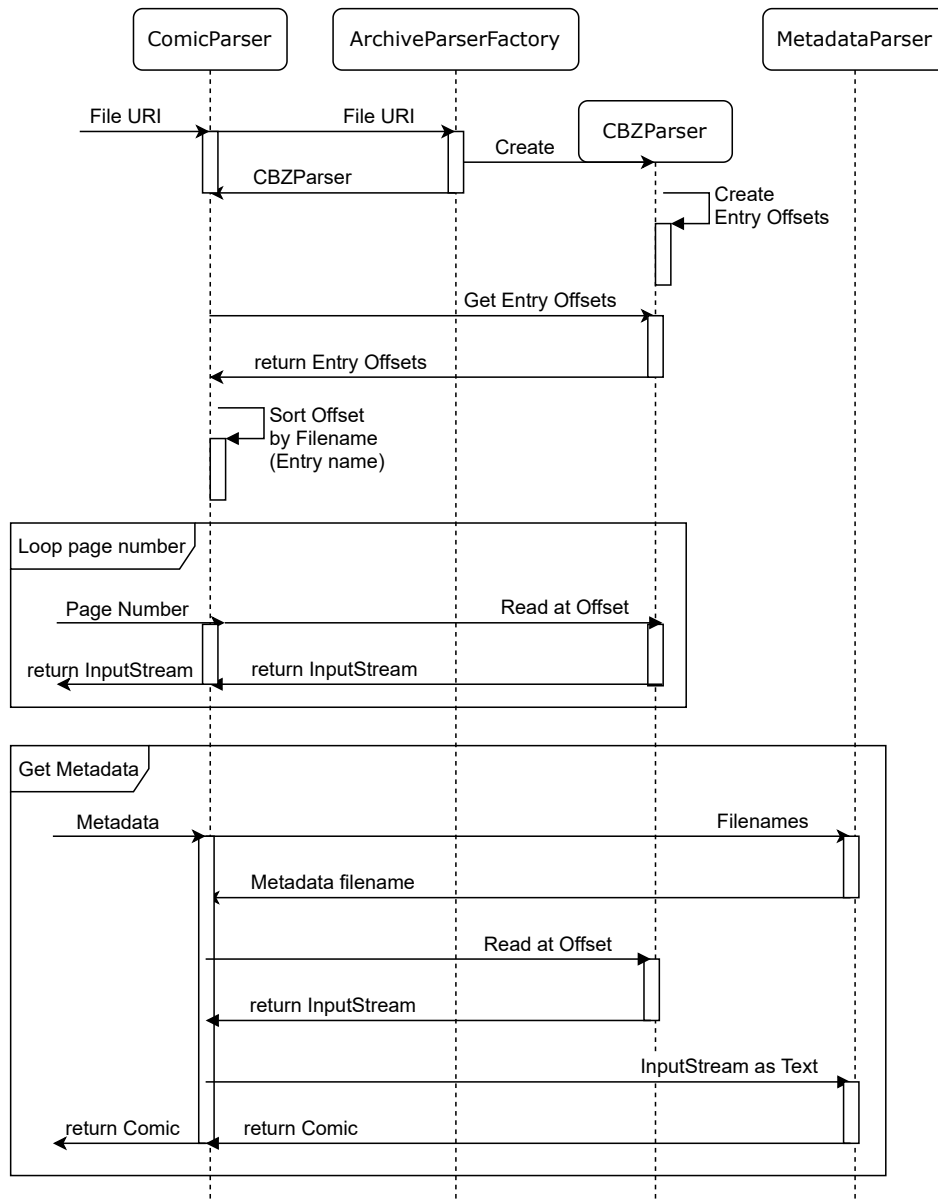 ComicParser
ArchiveParserFactory
MetadataParser
File URI
File URI
CBZParser
Create
CBZParser
Create
Entry Offsets
Get Entry Offsets
return Entry Offsets
Sort Offset
by Filename
(Entry name)
Loop page number
Page Number
Read at Offset
return InputStream
return InputStream
Get Metadata
Metadata
Filenames
Metadata filename
Read at Offset
return InputStream
InputStream as Text
return Comic
return Comic